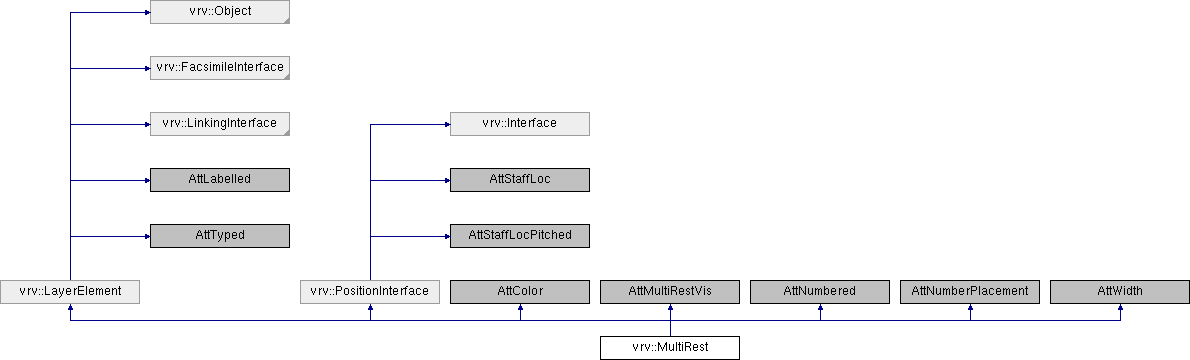 vrv::Object
vrv::FacsimileInterface
vrv::LinkingInterface
vrv::Interface
AttLabelled
AttStaffLoc
AttTyped
AttStaffLocPitched
vrv::LayerElement
vrv::PositionInterface
AttColor
AttMultiRestVis
AttNumbered
AttNumberPlacement
AttWidth
vrv::MultiRest